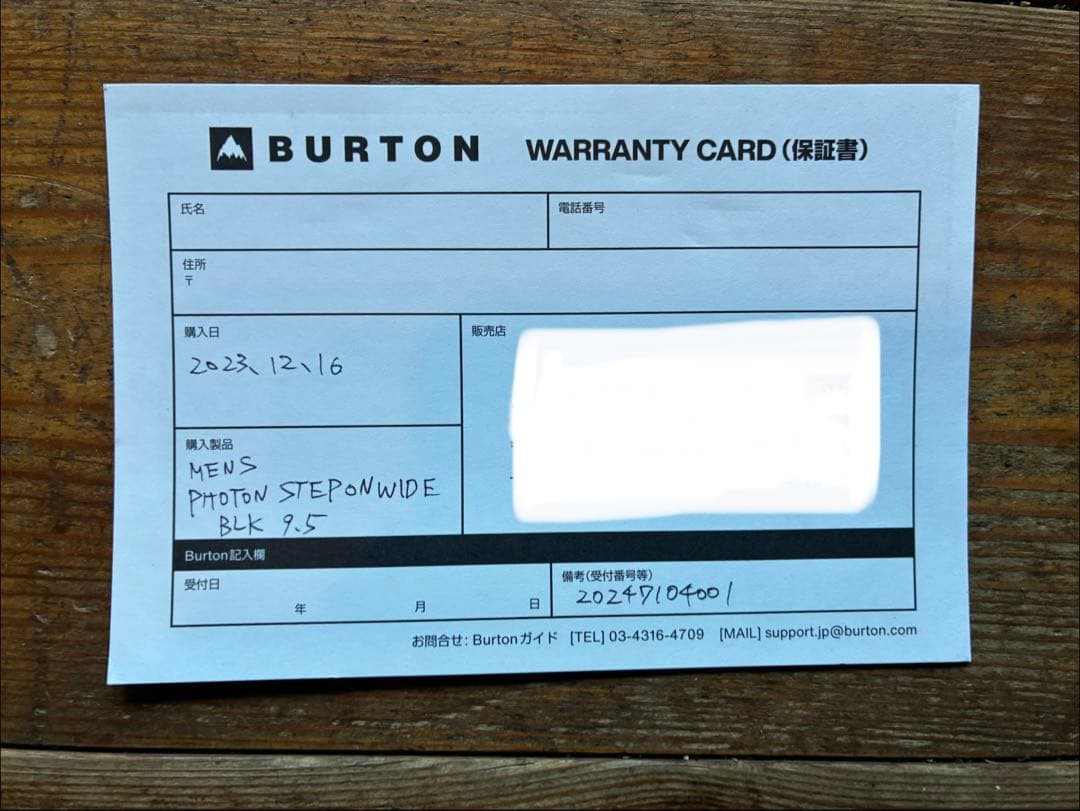 BURTON WARRANTY CARD(保証書)
氏名
電話番号
住所
〒
購入日
2023、12、16
販売店
購入製品
MENS
PHOTON STEPONWIDE
BLK 9.5
Burton記入欄
受付日
年 月 日
備考(受付番号等)
20247104001
お問合せ: Burtonガイド [TEL] 03-4316-4709 [MAIL] support.jp@burton.com